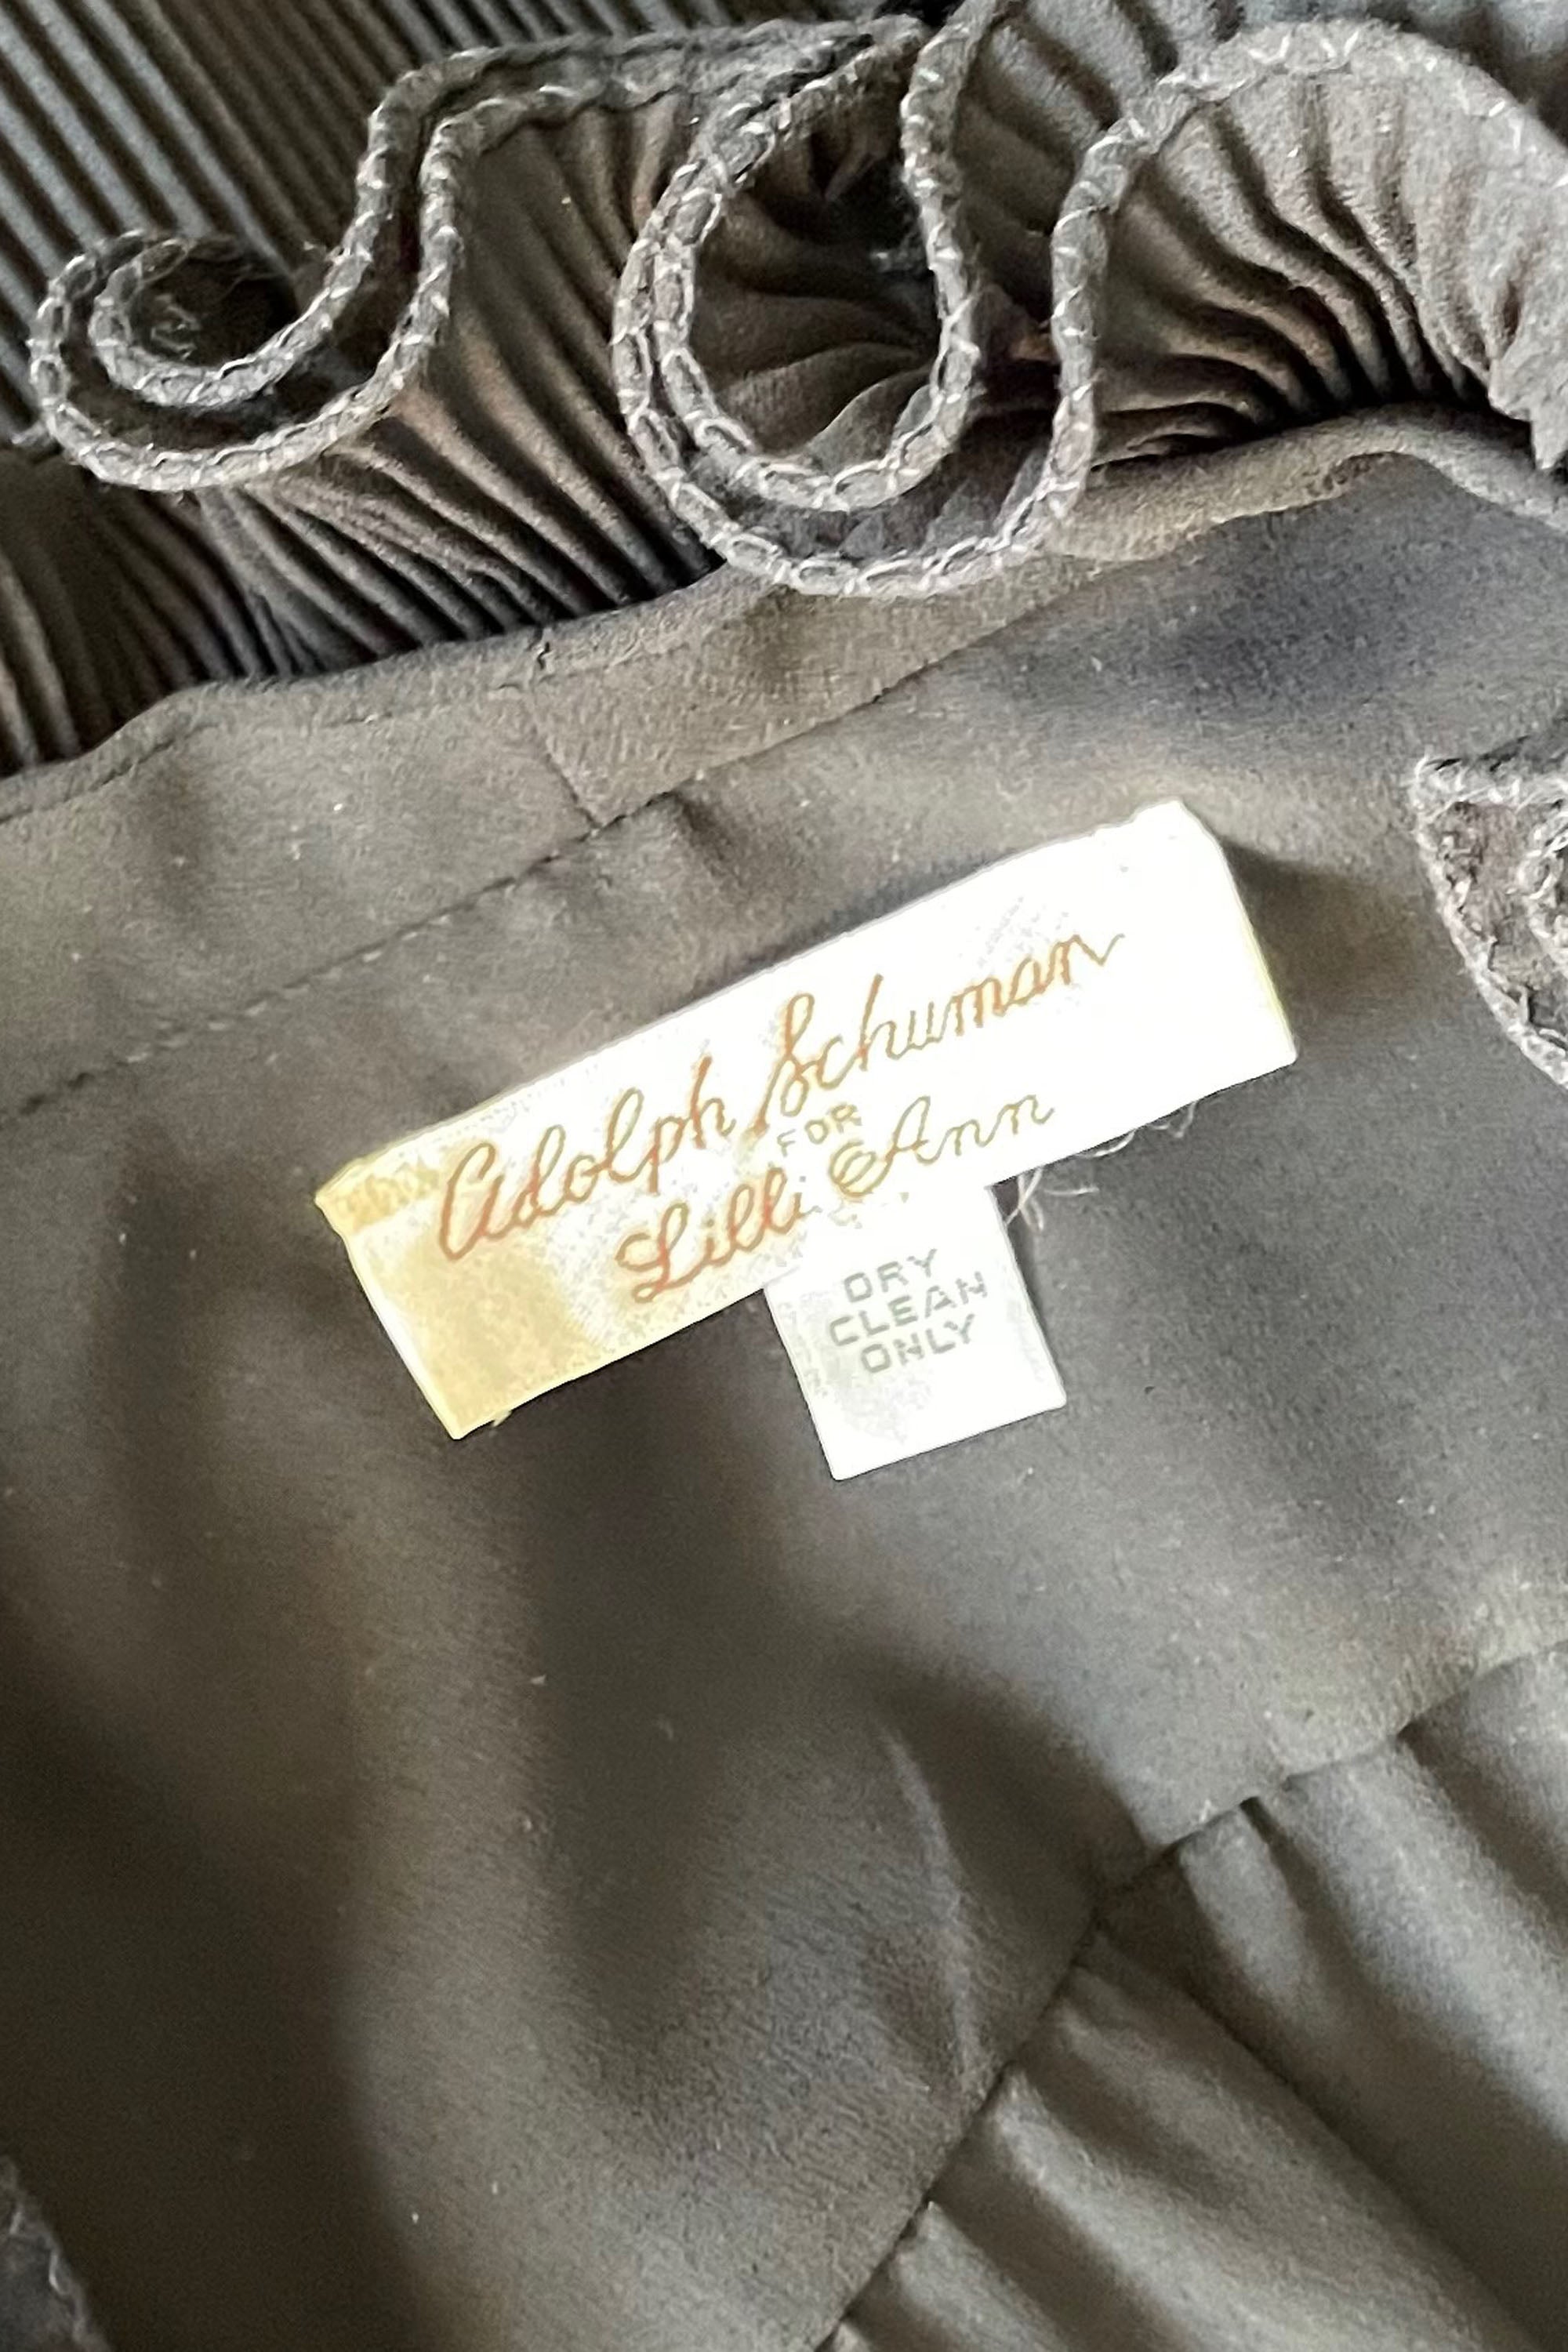 Adolph Schuman
FOR
Lilli Ann
DRY
CLEAN
ONLY